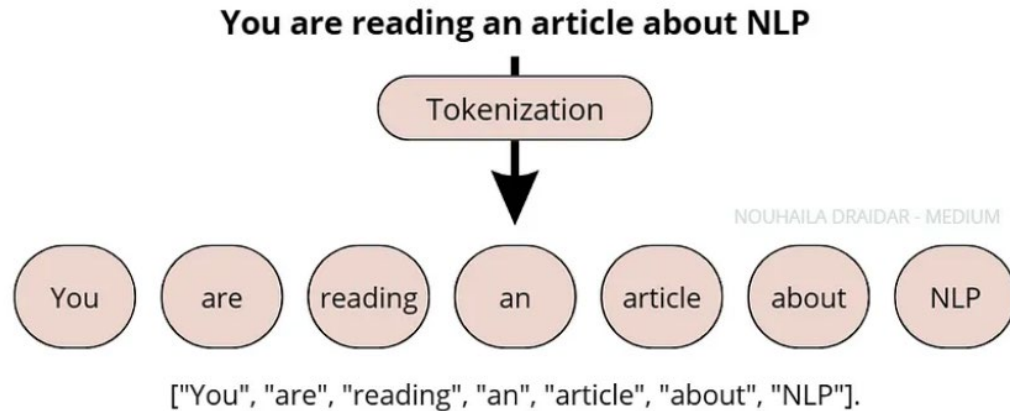 You are reading an article about NLP
Tokenization
NOUHAILA DRAIDAR - MEDIUM
You are reading an article about NLP
["You", "are", "reading", "an", "article", "about", "NLP"].